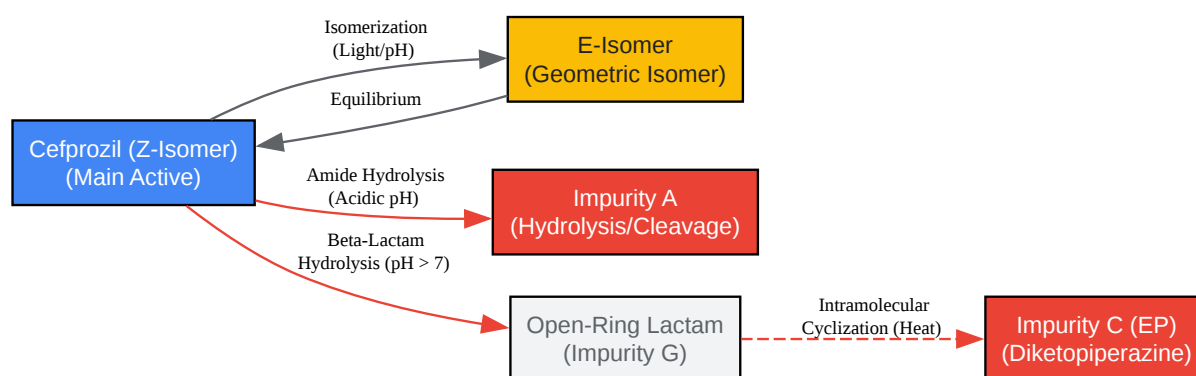 Isomerization
(Light/pH)
E-Isomer
(Geometric Isomer)
Equilibrium
Cefprozil (Z-Isomer)
(Main Active)
Amide Hydrolysis
(Acidic pH)
Impurity A
(Hydrolysis/Cleavage)
Beta-Lactam
Hydrolysis (pH > 7)
Open-Ring Lactam
(Impurity G)
Intramolecular
Cyclization (Heat)
Impurity C (EP)
(Diketopiperazine)